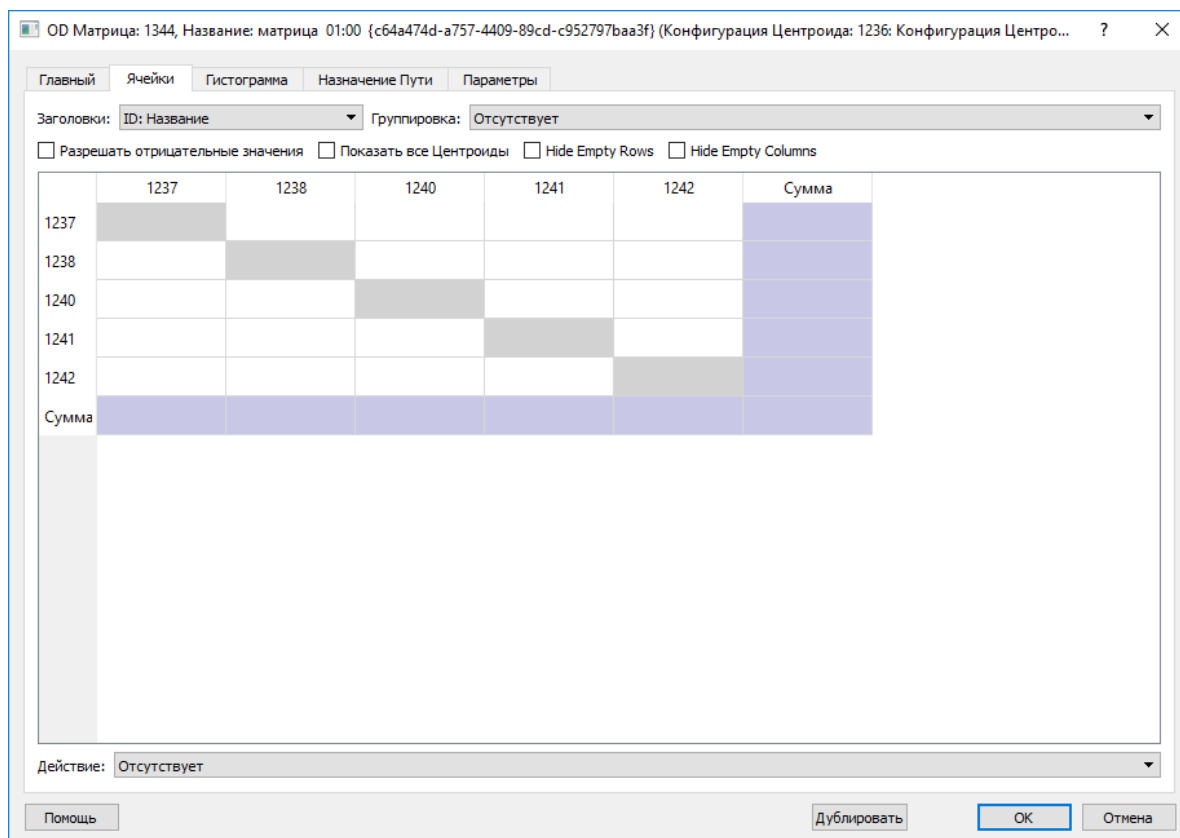 OD Матрица: 1344, Название: матрица 01:00 {c64a474d-a757-4409-89cd-c952797baa3f} (Конфигурация Центроида: 1236: Конфигурация Центро... ?
Главный Ячейки Гистограмма Назначение Пути Параметры
Заголовки: ID: Название Группировка: Отсутствует
Разрешать отрицательные значения Показать все Центроиды Hide Empty Rows Hide Empty Columns
1237 1238 1240 1241 1242 Сумма
1237
1238
1240
1241
1242
Сумма
Действие: Отсутствует
Помощь Дублировать OK Отмена